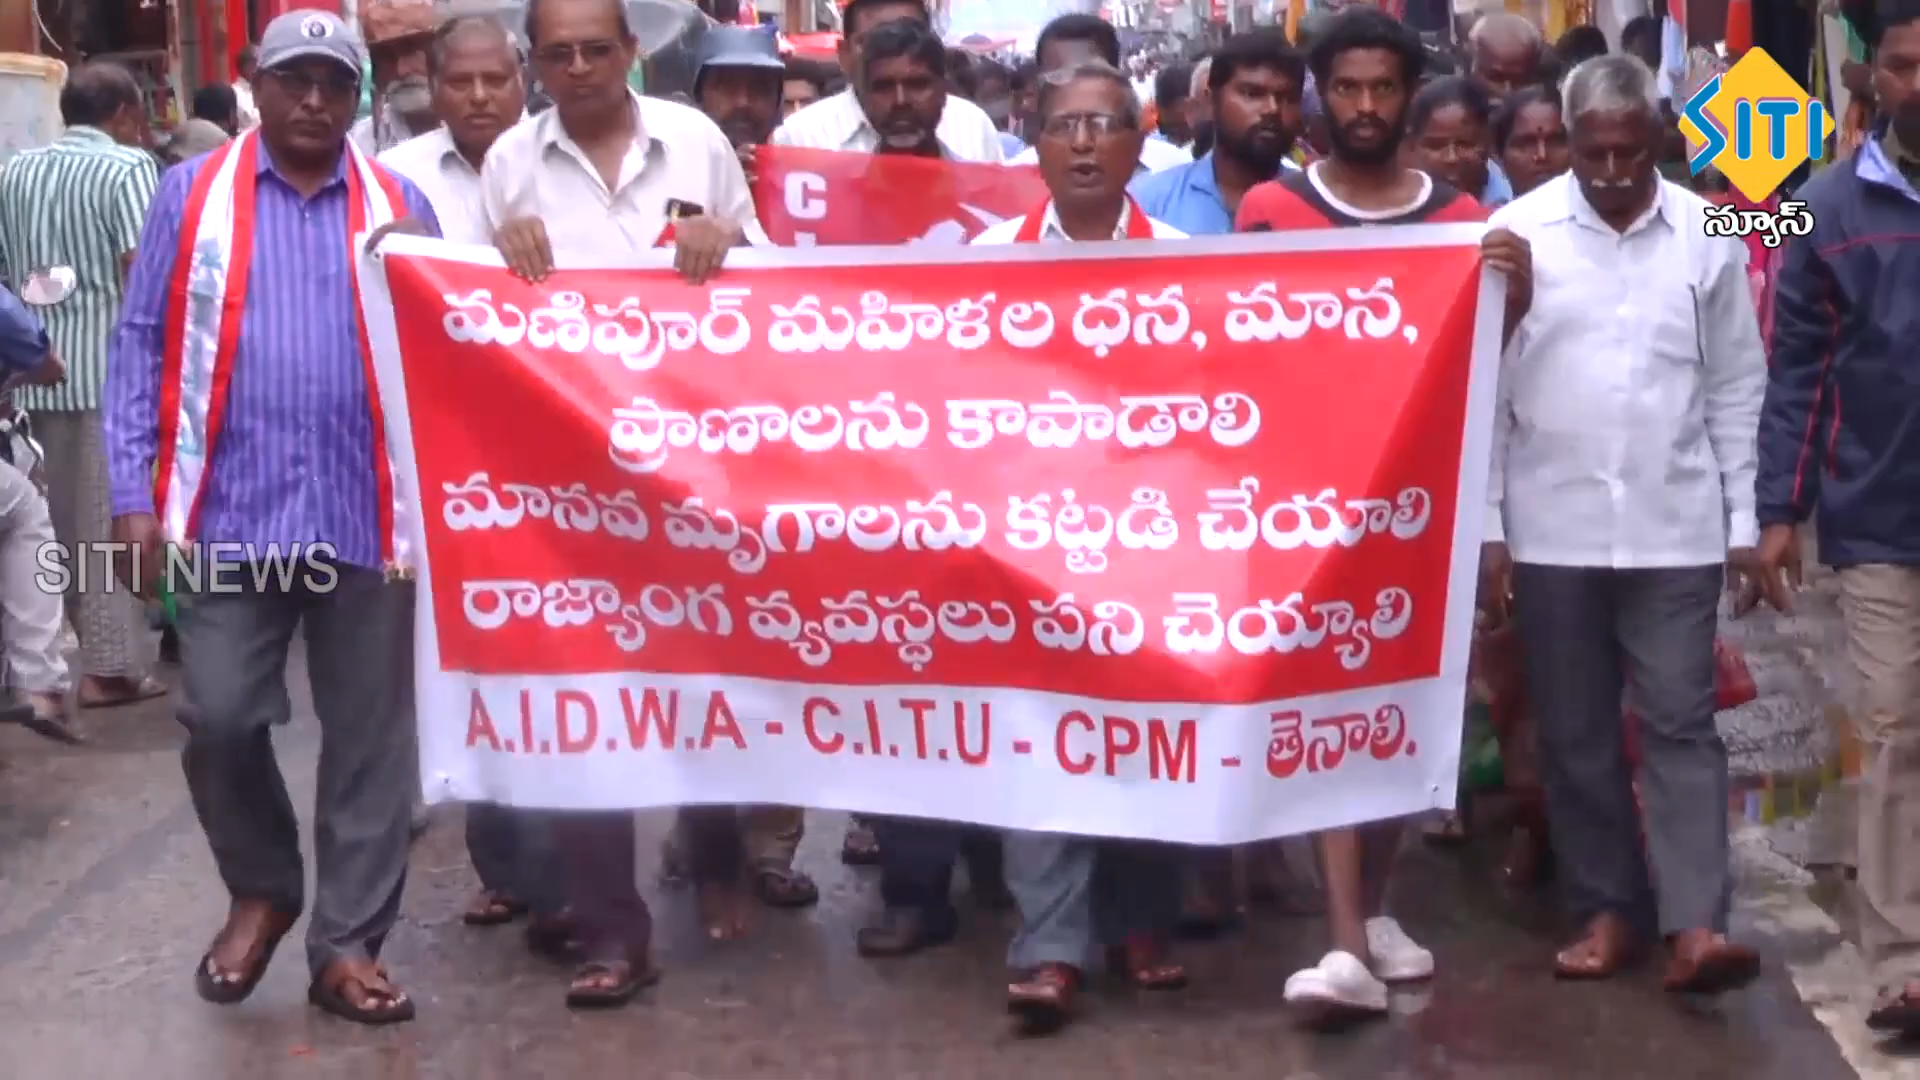 SITI
న్యూస్
C
మణిపూర్ మహిళల ధన, మాన,
ప్రాణాలను కాపాడాలి
మానవ మృగాలను కట్టడి చేయాలి
రాజ్యాంగ వ్యవస్థలు పని చెయ్యాలి
A.I.D.W.A - C.I.T.U - CPM - తెనాలి.
SITI NEWS